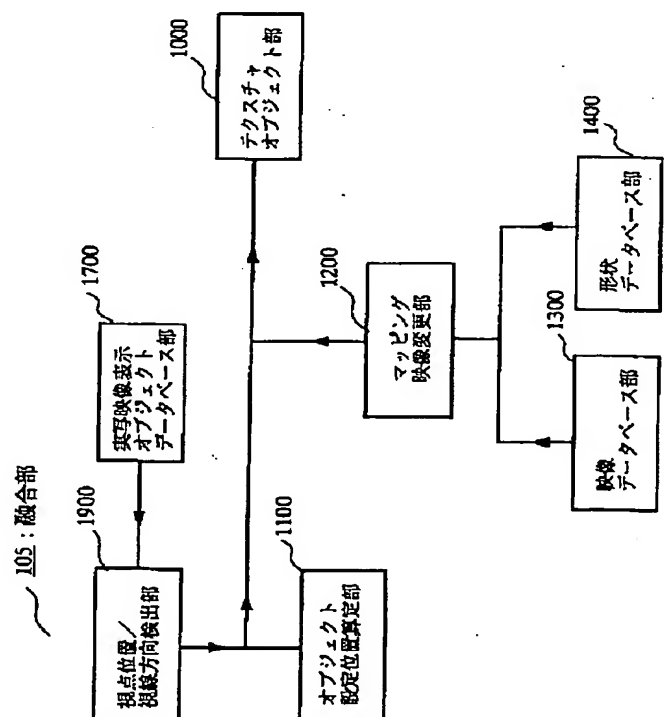 105：融合部
1900
視点位置／
視線方向検出部
1700
実写映像表示
オブジェクト
データベース部
1100
オブジェクト
設定位置算定部
1000
テクスチャ
オブジェクト部
1200
マッピング
映像変更部
1300
映像
データベース部
1400
形状
データベース部